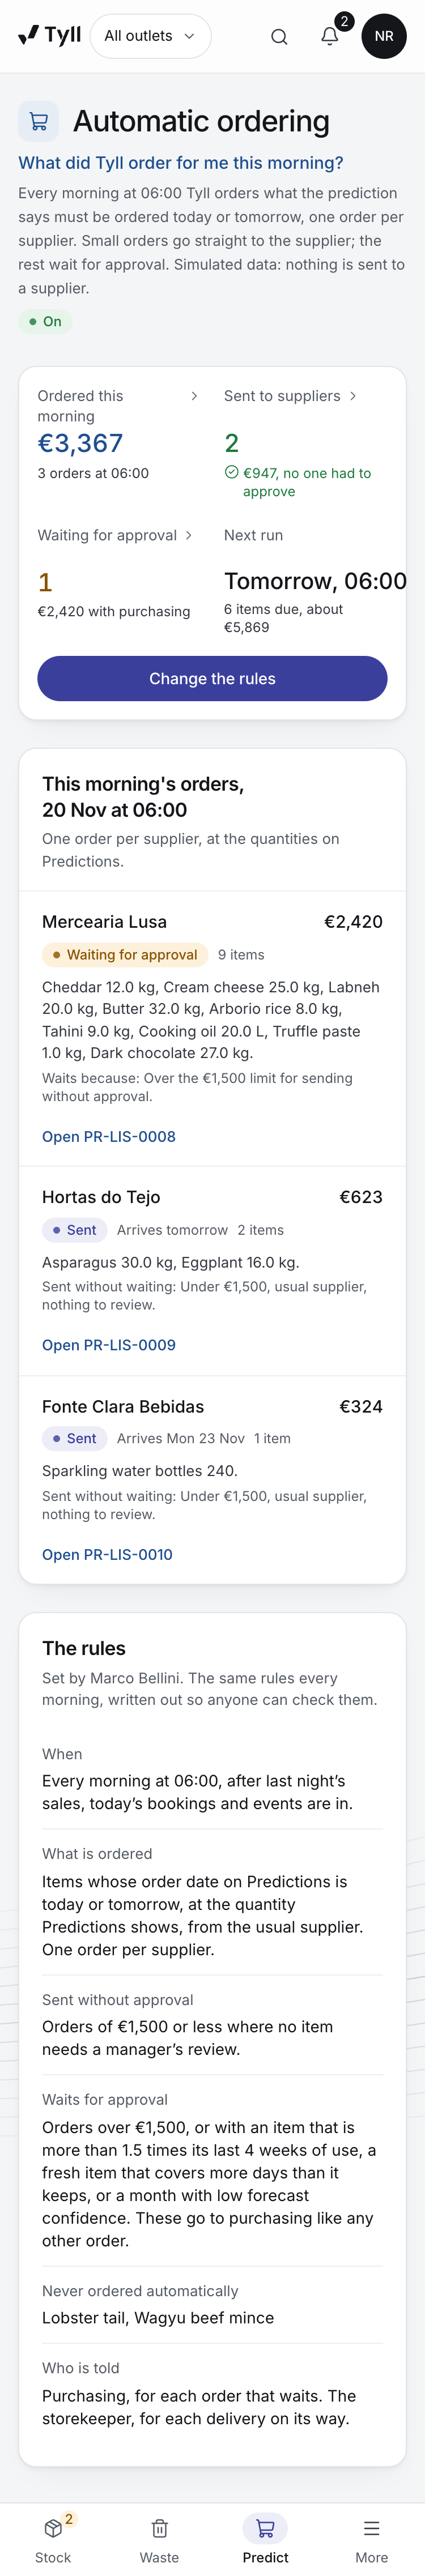 Tyll
All outlets
2
NR
Automatic ordering
What did Tyll order for me this morning?
Every morning at 06:00 Tyll orders what the prediction
says must be ordered today or tomorrow, one order per
supplier. Small orders go straight to the supplier; the
rest wait for approval. Simulated data: nothing is sent to
a supplier.
On
Ordered this
morning
€3,367
3 orders at 06:00
Sent to suppliers
2
€947, no one had to
approve
Waiting for approval
1
€2,420 with purchasing
Next run
Tomorrow, 06:00
6 items due, about
€5,869
Change the rules
This morning's orders,
20 Nov at 06:00
One order per supplier, at the quantities on
Predictions.
Mercearia Lusa €2,420
Waiting for approval 9 items
Cheddar 12.0 kg, Cream cheese 25.0 kg, Labneh
20.0 kg, Butter 32.0 kg, Arborio rice 8.0 kg,
Tahini 9.0 kg, Cooking oil 20.0 L, Truffle paste
1.0 kg, Dark chocolate 27.0 kg.
Waits because: Over the €1,500 limit for sending
without approval.
Open PR-LIS-0008
Hortas do Tejo €623
Sent Arrives tomorrow 2 items
Asparagus 30.0 kg, Eggplant 16.0 kg.
Sent without waiting: Under €1,500, usual supplier,
nothing to review.
Open PR-LIS-0009
Fonte Clara Bebidas €324
Sent Arrives Mon 23 Nov 1 item
Sparkling water bottles 240.
Sent without waiting: Under €1,500, usual supplier,
nothing to review.
Open PR-LIS-0010
The rules
Set by Marco Bellini. The same rules every
morning, written out so anyone can check them.
When
Every morning at 06:00, after last night’s
sales, today’s bookings and events are in.
What is ordered
Items whose order date on Predictions is
today or tomorrow, at the quantity
Predictions shows, from the usual supplier.
One order per supplier.
Sent without approval
Orders of €1,500 or less where no item
needs a manager’s review.
Waits for approval
Orders over €1,500, or with an item that is
more than 1.5 times its last 4 weeks of use, a
fresh item that covers more days than it
keeps, or a month with low forecast
confidence. These go to purchasing like any
other order.
Never ordered automatically
Lobster tail, Wagyu beef mince
Who is told
Purchasing, for each order that waits. The
storekeeper, for each delivery on its way.
2
Stock
Waste
Predict
More